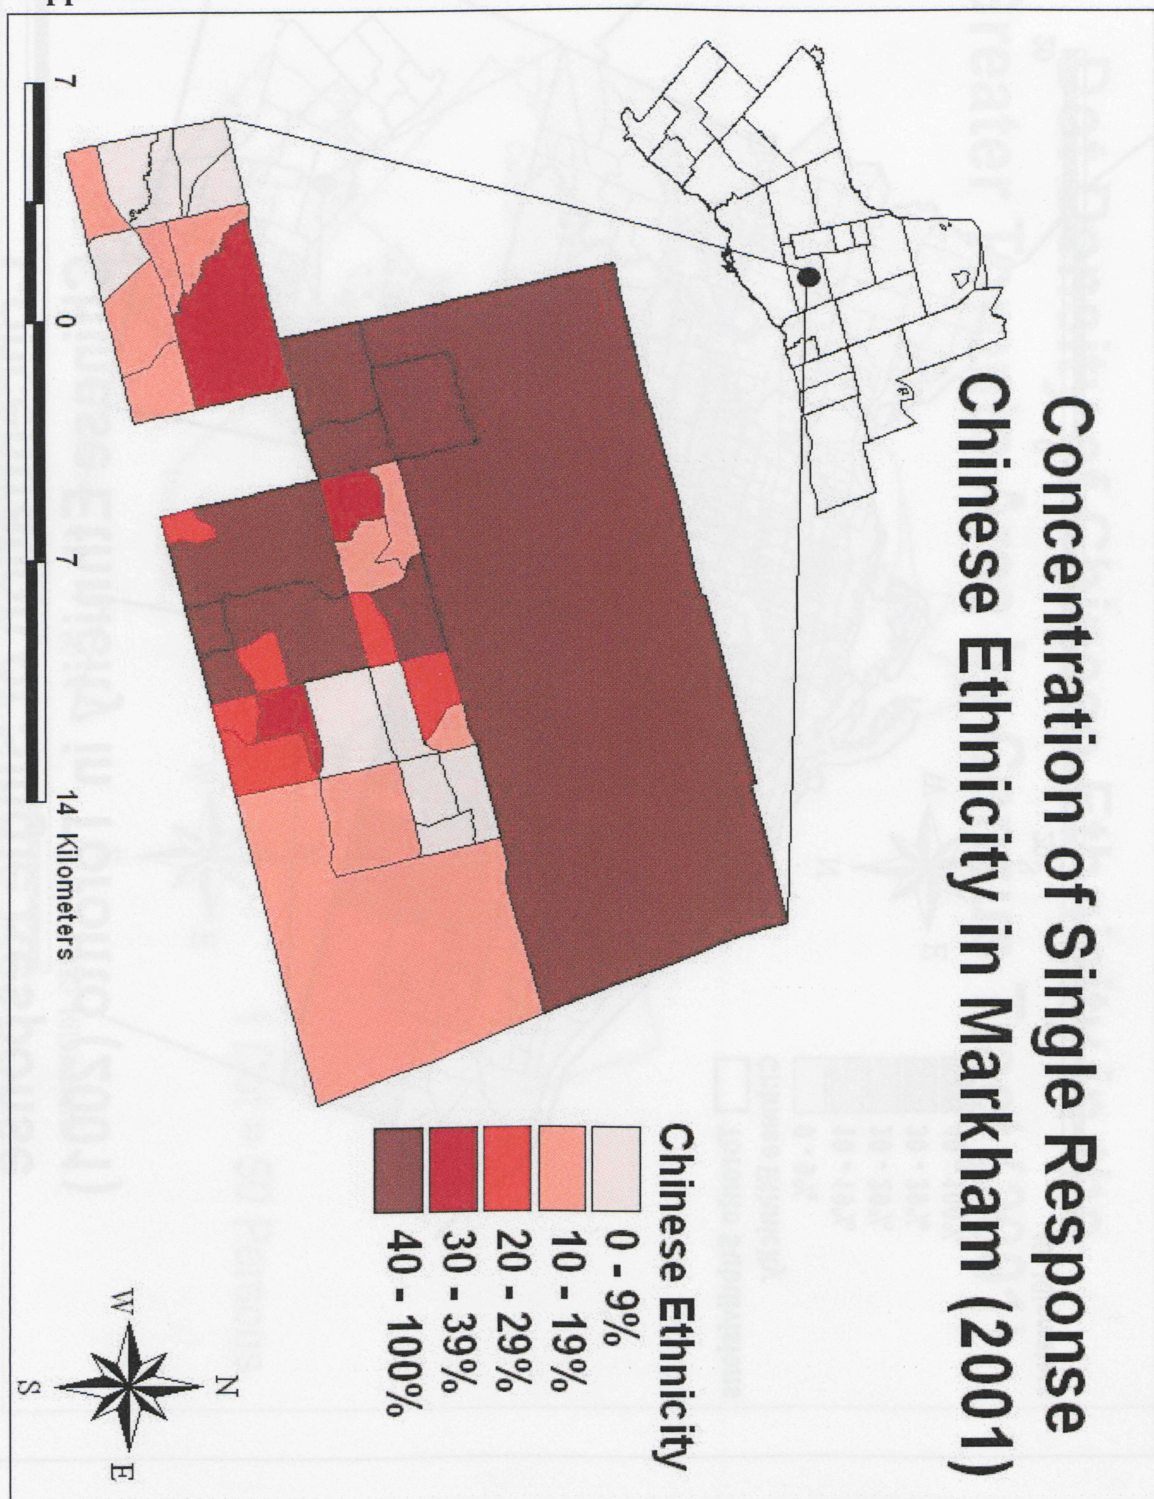 Concentration of Single Response
Chinese Ethnicity in Markham (2001)
Chinese Ethnicity
0 - 9%
10 - 19%
20 - 29%
30 - 39%
40 - 100%
7 0 7 14 Kilometers
N
W E
S